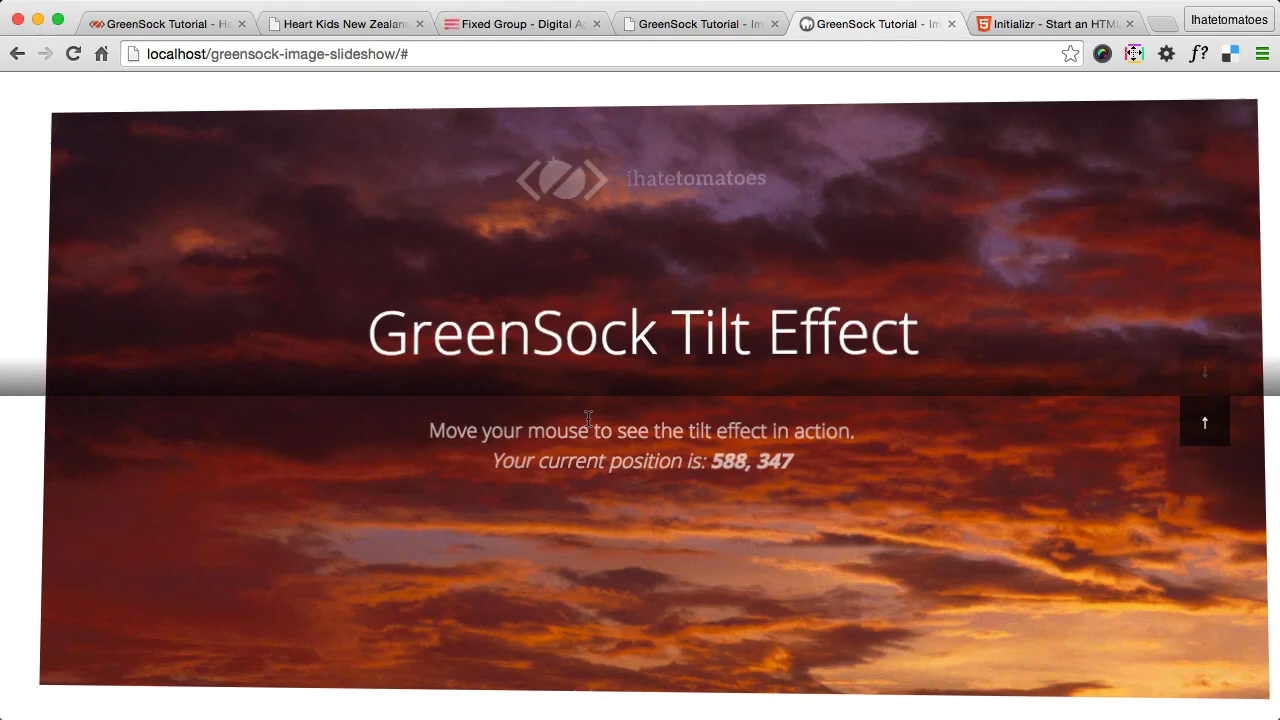 GreenSock Tutorial - Ho
Heart Kids New Zealand
Fixed Group - Digital Ag
GreenSock Tutorial - Im
GreenSock Tutorial - Im
Initializr - Start an HTML
Ihatetomatoes
localhost/greensock-image-slideshow/#
f?
ihatetomatoes
GreenSock Tilt Effect
Move your mouse to see the tilt effect in action.
Your current position is: 588, 347